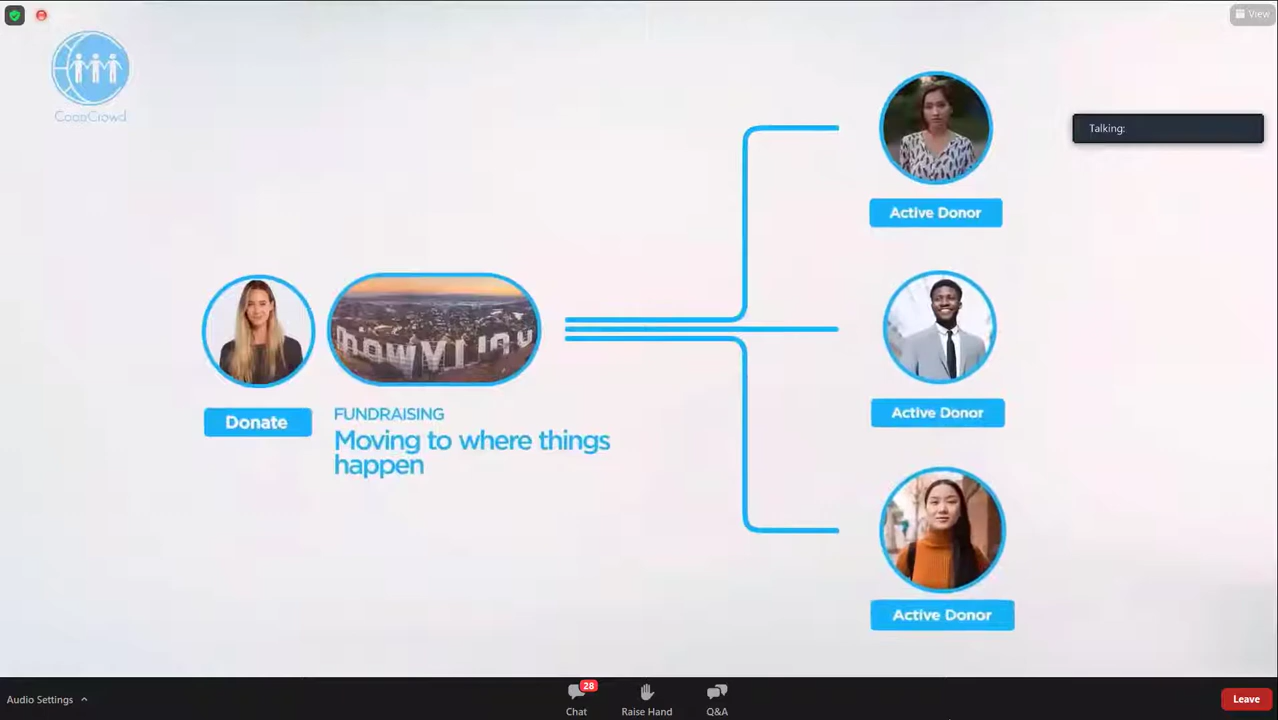 View
CoopCrowd
Talking:
Active Donor
Active Donor
Donate
FUNDRAISING
Moving to where things
happen
Active Donor
Audio Settings
28
Chat
Raise Hand
Q&A
Leave